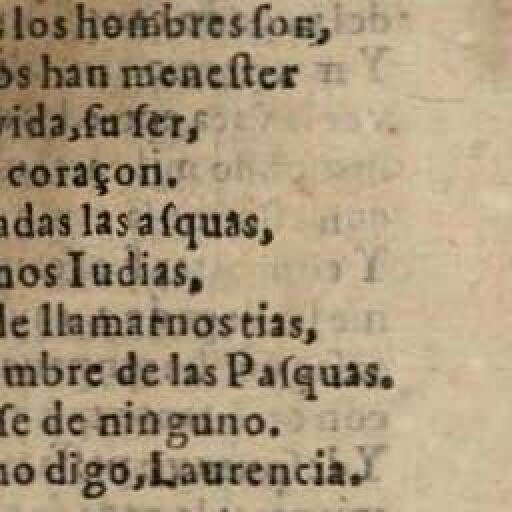 s los hombres ſon,
os han meneſter
vida, ſu ſer,
coraçon.
adas las aſquas,
nos Iudias,
de llamarnos tias,
mbre de las Paſquas.
ſe de ninguno.
no digo, Laurencia.